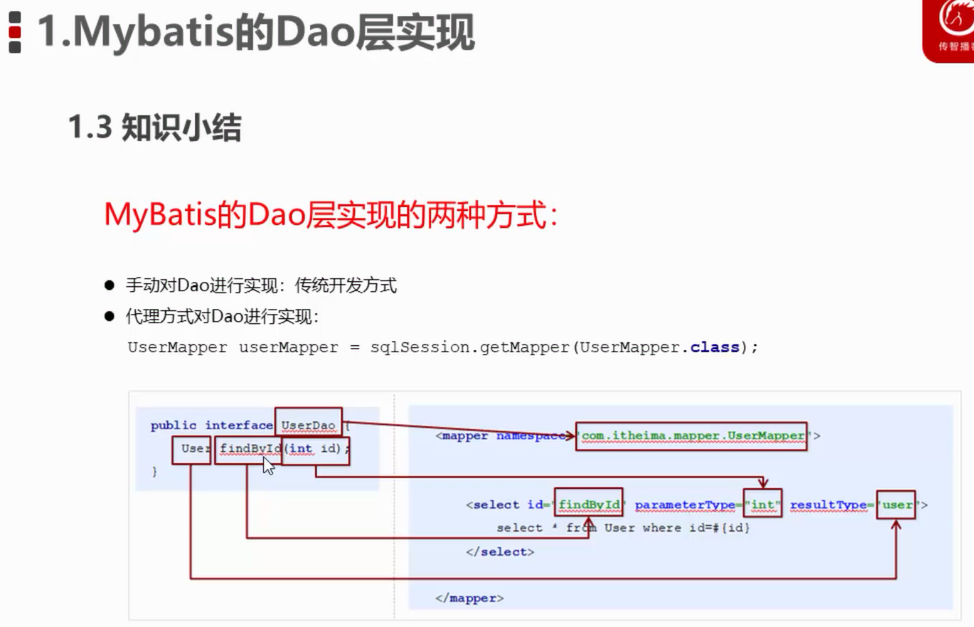 1.Mybatis的Dao层实现
传智播
1.3 知识小结
MyBatis的Dao层实现的两种方式：
手动对Dao进行实现：传统开发方式
代理方式对Dao进行实现：
UserMapper userMapper = sqlSession.getMapper(UserMapper.class);
public interface UserDao {
User findById(int id);
}
<mapper namespace="com.itheima.mapper.UserMapper">
<select id="findById" parameterType="int" resultType="user">
select * from User where id=#{id}
</select>
</mapper>